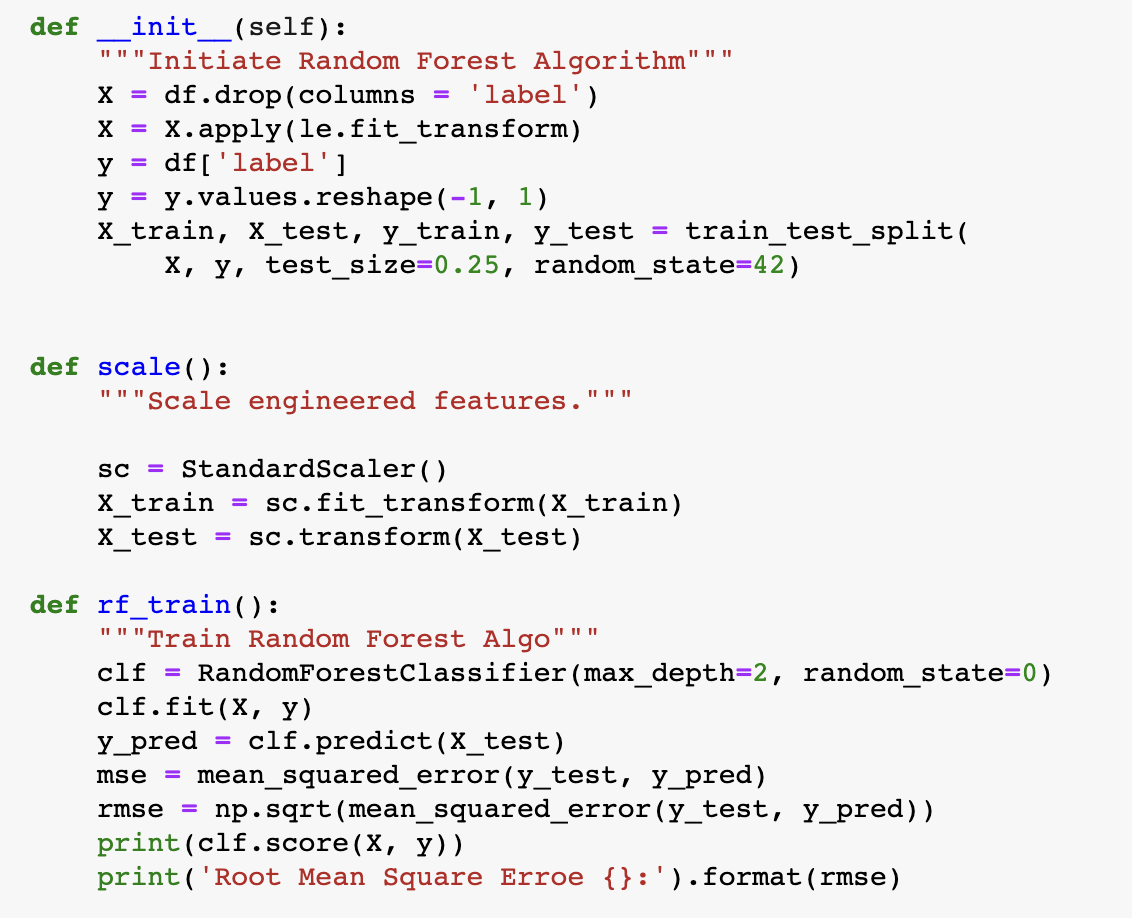 def __init__(self):
"""Initiate Random Forest Algorithm"""
X = df.drop(columns = 'label')
X = X.apply(le.fit_transform)
y = df['label']
y = y.values.reshape(-1, 1)
X_train, X_test, y_train, y_test = train_test_split(
X, y, test_size=0.25, random_state=42)
def scale():
"""Scale engineered features."""
sc = StandardScaler()
X_train = sc.fit_transform(X_train)
X_test = sc.transform(X_test)
def rf_train():
"""Train Random Forest Algo"""
clf = RandomForestClassifier(max_depth=2, random_state=0)
clf.fit(X, y)
y_pred = clf.predict(X_test)
mse = mean_squared_error(y_test, y_pred)
rmse = np.sqrt(mean_squared_error(y_test, y_pred))
print(clf.score(X, y))
print('Root Mean Square Erroe {}:').format(rmse)